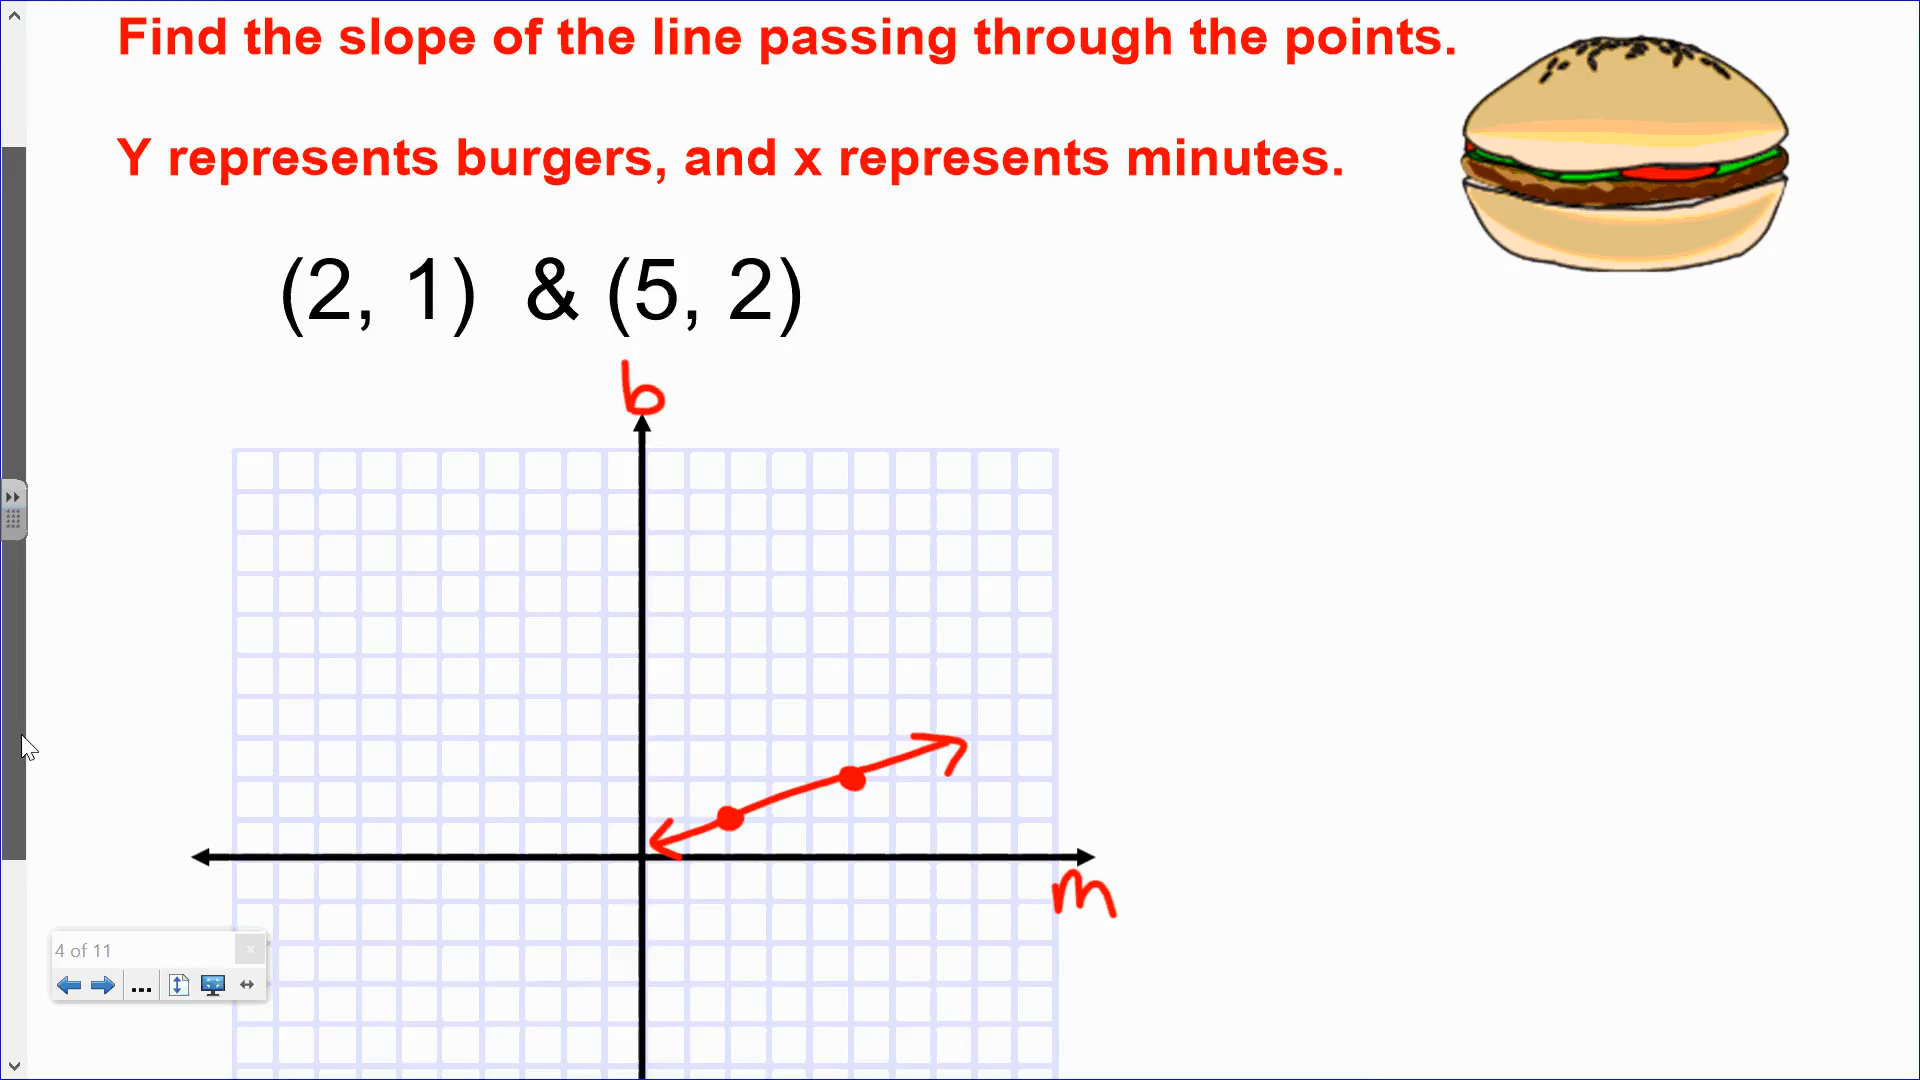 Find the slope of the line passing through the points.
Y represents burgers, and x represents minutes.
(2, 1) & (5, 2)
b
m
4 of 11